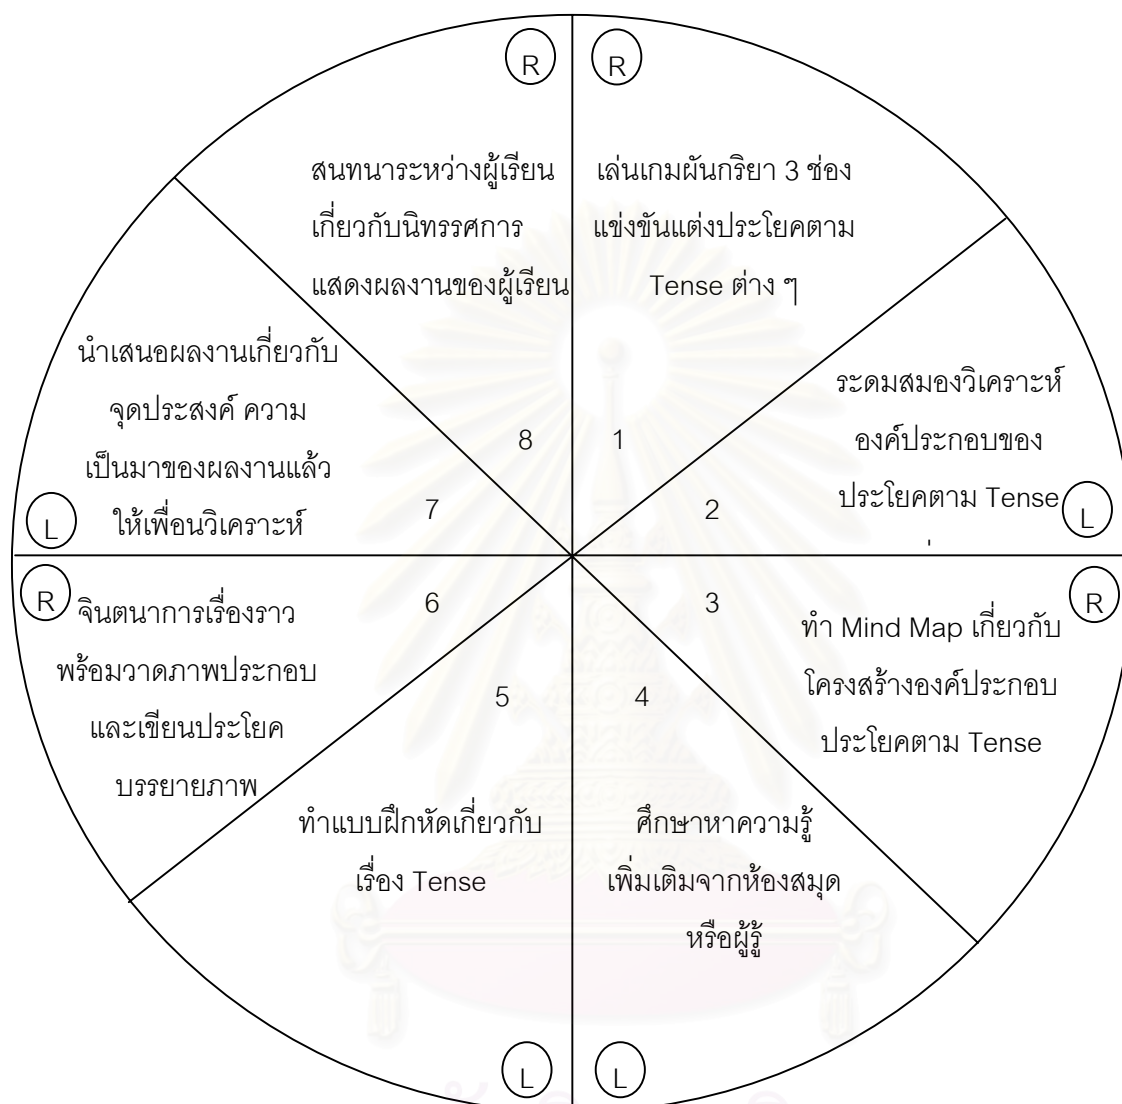 R
เล่นเกมผันกริยา 3 ช่อง
แข่งขันแต่งประโยคตาม
Tense ต่าง ๆ
1
ระดมสมองวิเคราะห์
องค์ประกอบของ
ประโยคตาม Tense
2
L
R
3
ทำ Mind Map เกี่ยวกับ
โครงสร้างองค์ประกอบ
ประโยคตาม Tense
4
ศึกษาหาความรู้
เพิ่มเติมจากห้องสมุด
หรือผู้รู้
L
5
ทำแบบฝึกหัดเกี่ยวกับ
เรื่อง Tense
L
R
6
จินตนาการเรื่องราว
พร้อมวาดภาพประกอบ
และเขียนประโยค
บรรยายภาพ
นำเสนอผลงานเกี่ยวกับ
จุดประสงค์ ความ
เป็นมาของผลงานแล้ว
ให้เพื่อนวิเคราะห์
7
L
R
สนทนาระหว่างผู้เรียน
เกี่ยวกับนิทรรศการ
แสดงผลงานของผู้เรียน
8